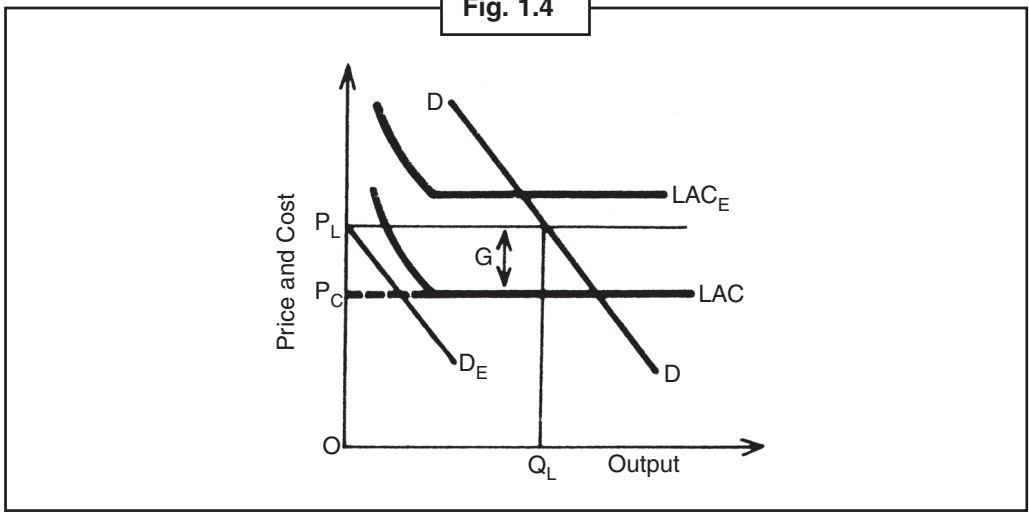 Fig. 1.4
D
LAC_E
P_L
G
P_C
LAC
D_E
D
O
Q_L
Output
Price and Cost